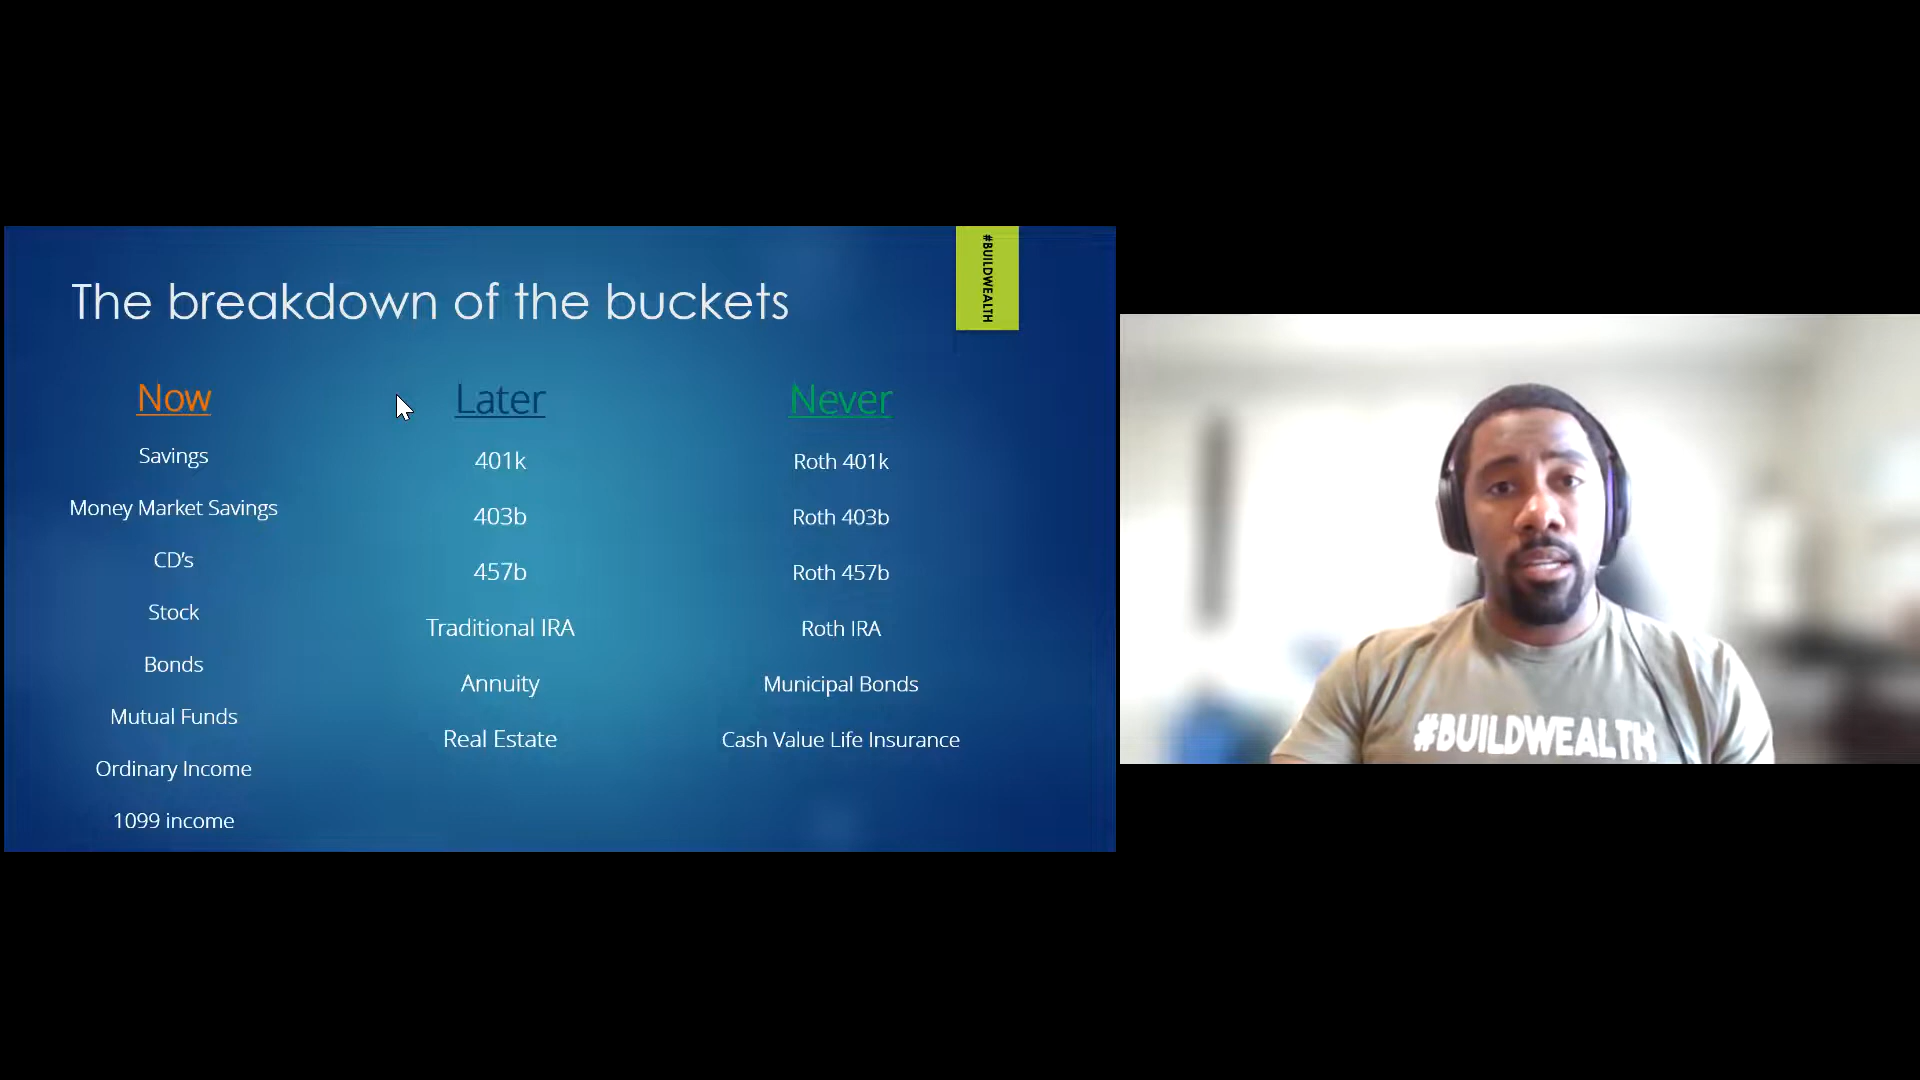 The breakdown of the buckets
#BUILDWEALTH
Now
Savings
Money Market Savings
CD's
Stock
Bonds
Mutual Funds
Ordinary Income
1099 income
Later
401k
403b
457b
Traditional IRA
Annuity
Real Estate
Never
Roth 401k
Roth 403b
Roth 457b
Roth IRA
Municipal Bonds
Cash Value Life Insurance
#BUILDWEALTH